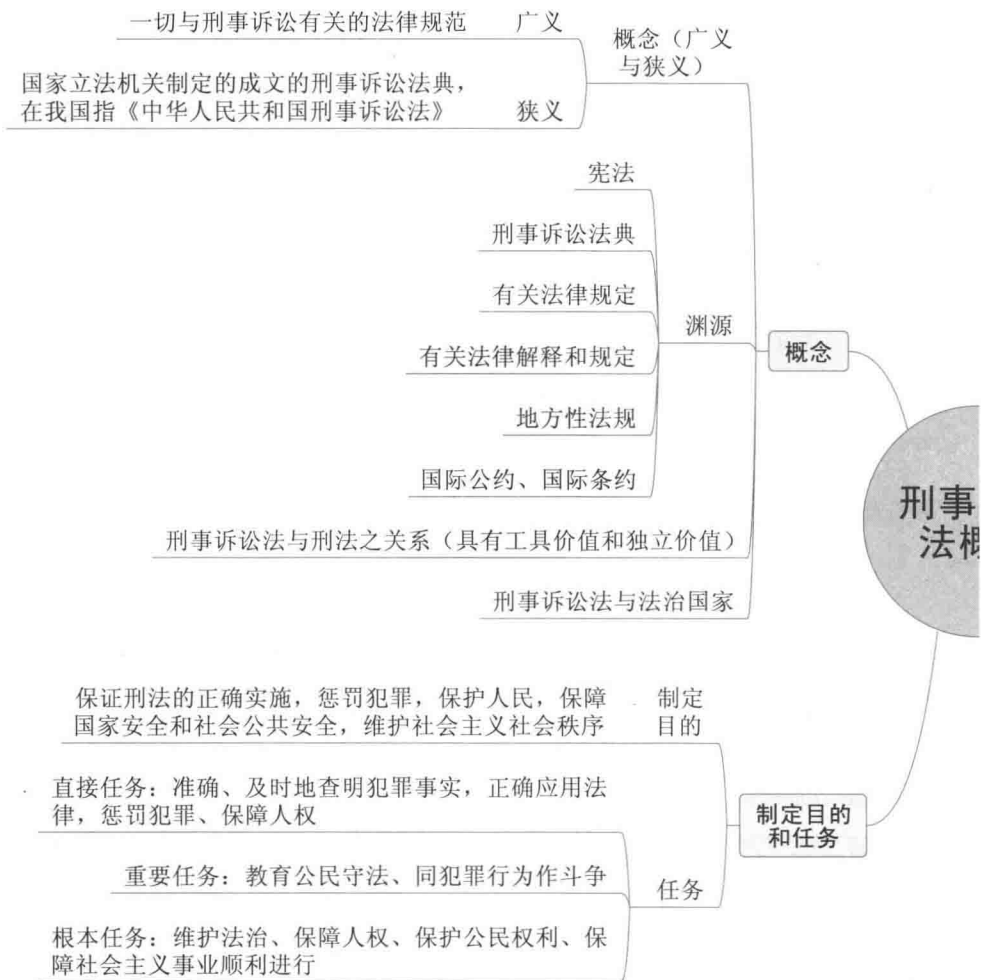 一切与刑事诉讼有关的法律规范 广义
概念（广义
与狭义）
国家立法机关制定的成文的刑事诉讼法典，
在我国指《中华人民共和国刑事诉讼法》 狭义
宪法
刑事诉讼法典
有关法律规定
有关法律解释和规定
地方性法规
国际公约、国际条约
渊源
刑事诉讼法与刑法之关系（具有工具价值和独立价值）
刑事诉讼法与法治国家
概念
刑事
法概
保证刑法的正确实施，惩罚犯罪，保护人民，保障
国家安全和社会公共安全，维护社会主义社会秩序
制定
目的
直接任务：准确、及时地查明犯罪事实，正确应用法
律，惩罚犯罪、保障人权
重要任务：教育公民守法、同犯罪行为作斗争
根本任务：维护法治、保障人权、保护公民权利、保
障社会主义事业顺利进行
任务
制定目的
和任务